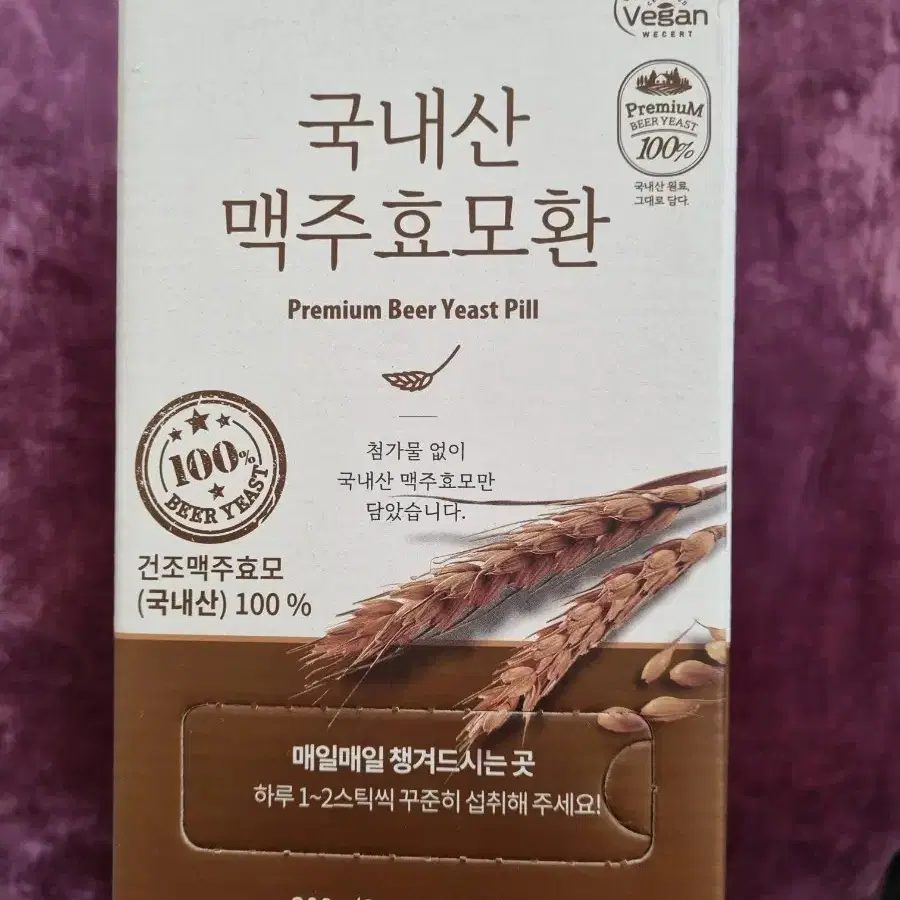 Vegan
WECERT
PremiuM
BEER YEAST
100%
국내산 원료,
그대로 담다.
국내산
맥주효모환
Premium Beer Yeast Pill
첨가물 없이
국내산 맥주효모만
담았습니다.
100%
BEER YEAST
건조맥주효모
(국내산) 100 %
매일매일 챙겨드시는 곳
하루 1~2스틱씩 꾸준히 섭취해 주세요!